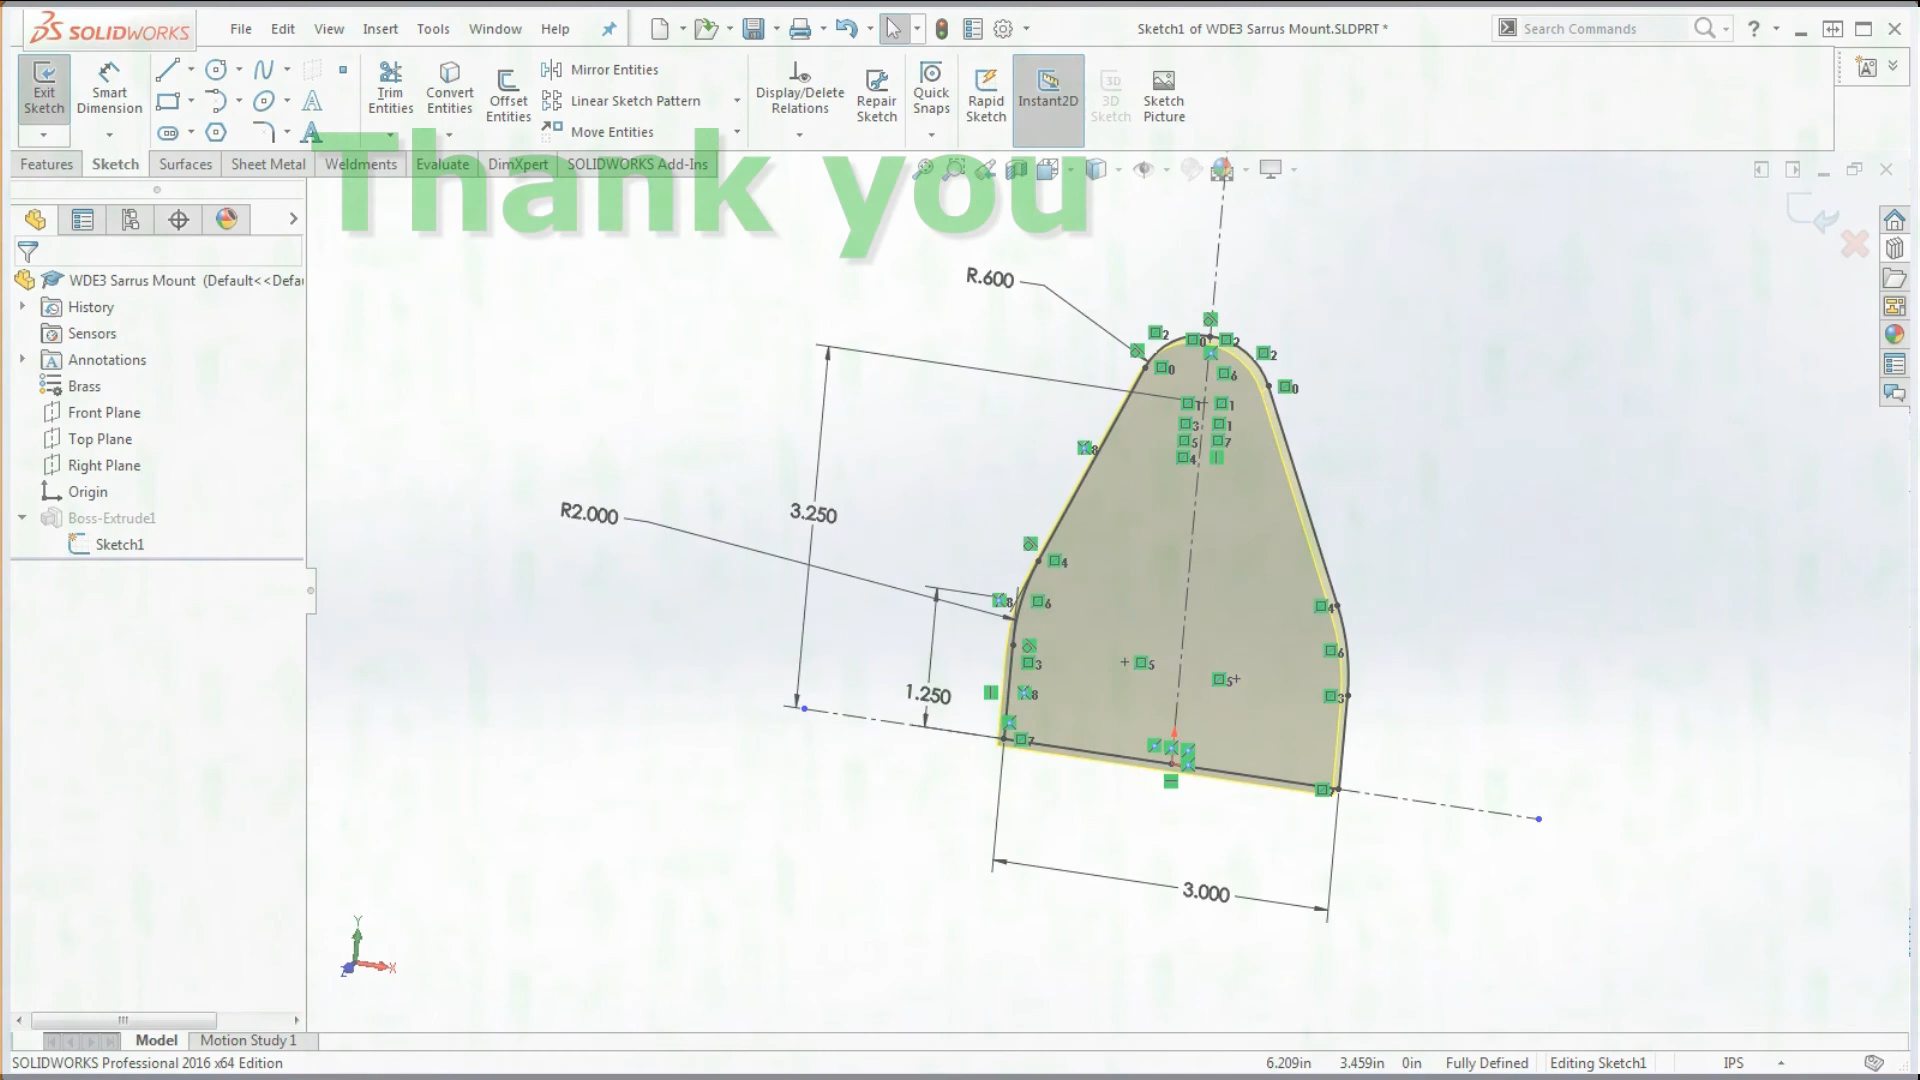 SOLIDWORKS
File Edit View Insert Tools Window Help
Sketch1 of WDE3 Sarrus Mount.SLDPRT *
Search Commands
?
Exit Sketch
Smart Dimension
Trim Entities
Convert Entities
Offset Entities
Mirror Entities
Linear Sketch Pattern
Move Entities
Display/Delete Relations
Repair Sketch
Quick Snaps
Rapid Sketch
Instant2D
3D Sketch
Sketch Picture
Features Sketch Surfaces Sheet Metal Weldments Evaluate DimXpert SOLIDWORKS Add-Ins
Thank you
WDE3 Sarrus Mount (Default<<Defau
History
Sensors
Annotations
Brass
Front Plane
Top Plane
Right Plane
Origin
Boss-Extrude1
Sketch1
R.600
R2.000
3.250
1.250
3.000
Y
X
Z
Model Motion Study 1
SOLIDWORKS Professional 2016 x64 Edition
6.209in 3.459in 0in Fully Defined Editing Sketch1 IPS